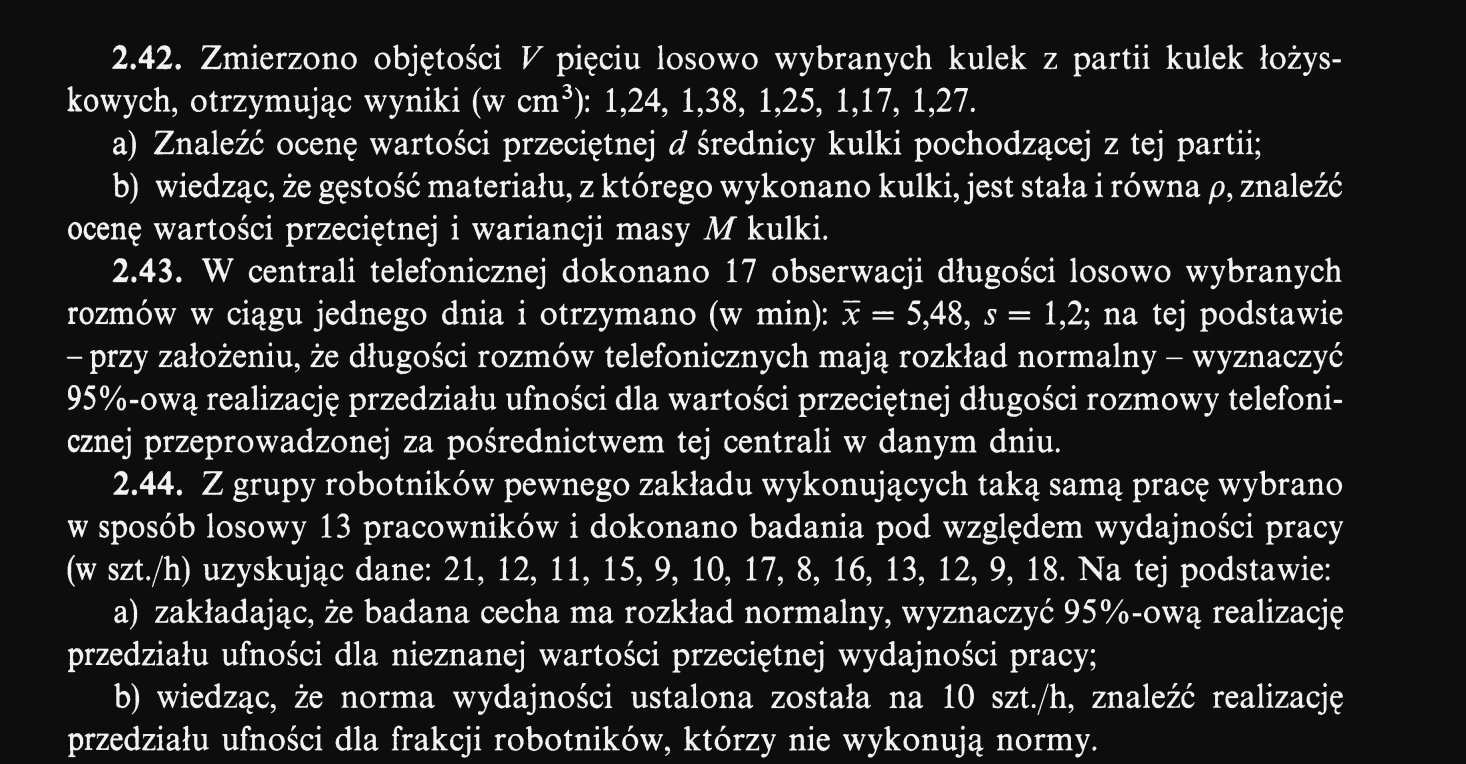 2.42. Zmierzono objętości V pięciu losowo wybranych kulek z partii kulek łożys-
kowych, otrzymując wyniki (w cm³): 1,24, 1,38, 1,25, 1,17, 1,27.
a) Znaleźć ocenę wartości przeciętnej d średnicy kulki pochodzącej z tej partii;
b) wiedząc, że gęstość materiału, z którego wykonano kulki, jest stała i równa ρ, znaleźć
ocenę wartości przeciętnej i wariancji masy M kulki.
2.43. W centrali telefonicznej dokonano 17 obserwacji długości losowo wybranych
rozmów w ciągu jednego dnia i otrzymano (w min): x̄ = 5,48, s = 1,2; na tej podstawie
– przy założeniu, że długości rozmów telefonicznych mają rozkład normalny – wyznaczyć
95%-ową realizację przedziału ufności dla wartości przeciętnej długości rozmowy telefoni-
cznej przeprowadzonej za pośrednictwem tej centrali w danym dniu.
2.44. Z grupy robotników pewnego zakładu wykonujących taką samą pracę wybrano
w sposób losowy 13 pracowników i dokonano badania pod względem wydajności pracy
(w szt./h) uzyskując dane: 21, 12, 11, 15, 9, 10, 17, 8, 16, 13, 12, 9, 18. Na tej podstawie:
a) zakładając, że badana cecha ma rozkład normalny, wyznaczyć 95%-ową realizację
przedziału ufności dla nieznanej wartości przeciętnej wydajności pracy;
b) wiedząc, że norma wydajności ustalona została na 10 szt./h, znaleźć realizację
przedziału ufności dla frakcji robotników, którzy nie wykonują normy.